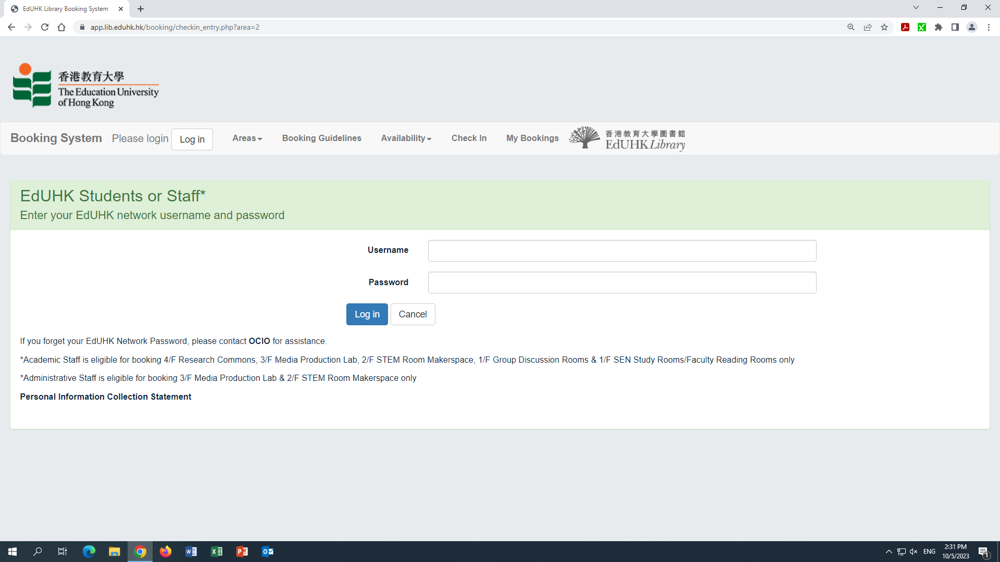 EdUHK Library Booking System
app.lib.eduhk.hk/booking/checkin_entry.php?area=2
香港教育大學
The Education University
of Hong Kong
Booking System Please login Log in Areas Booking Guidelines Availability Check In My Bookings
香港教育大學圖書館
EdUHK Library
EdUHK Students or Staff*
Enter your EdUHK network username and password
Username
Password
Log in Cancel
If you forget your EdUHK Network Password, please contact OCIO for assistance.
*Academic Staff is eligible for booking 4/F Research Commons, 3/F Media Production Lab, 2/F STEM Room Makerspace, 1/F Group Discussion Rooms & 1/F SEN Study Rooms/Faculty Reading Rooms only
*Administrative Staff is eligible for booking 3/F Media Production Lab & 2/F STEM Room Makerspace only
Personal Information Collection Statement
ENG
2:31 PM
10/5/2023
1